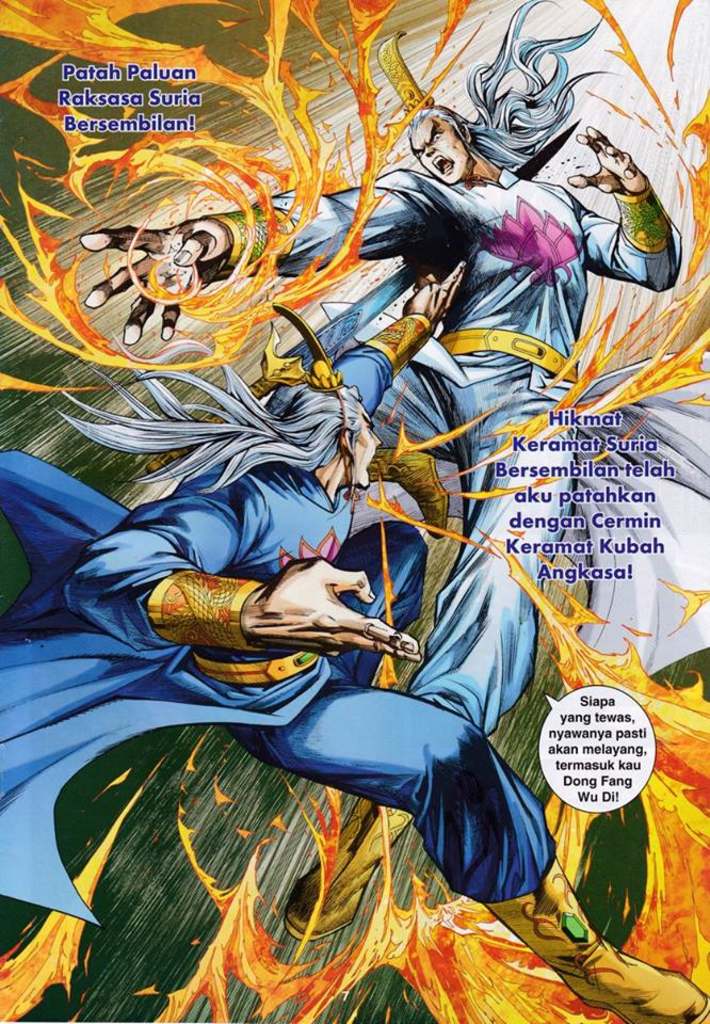 Patah Paluan
Raksasa Suria
Bersembilan!
Hikmat
Keramat Suria
Bersembilan telah
aku patahkan
dengan Cermin
Keramat Kubah
Angkasa!
Siapa
yang tewas,
nyawanya pasti
akan melayang,
termasuk kau
Dong Fang
Wu Di!
7